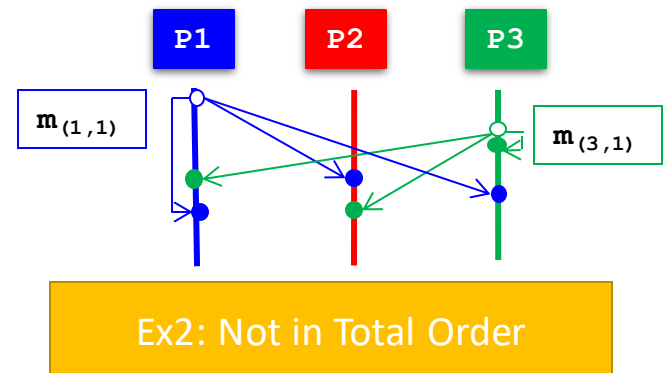 P1
P2
P3
m(1,1)
m(3,1)
Ex2: Not in Total Order